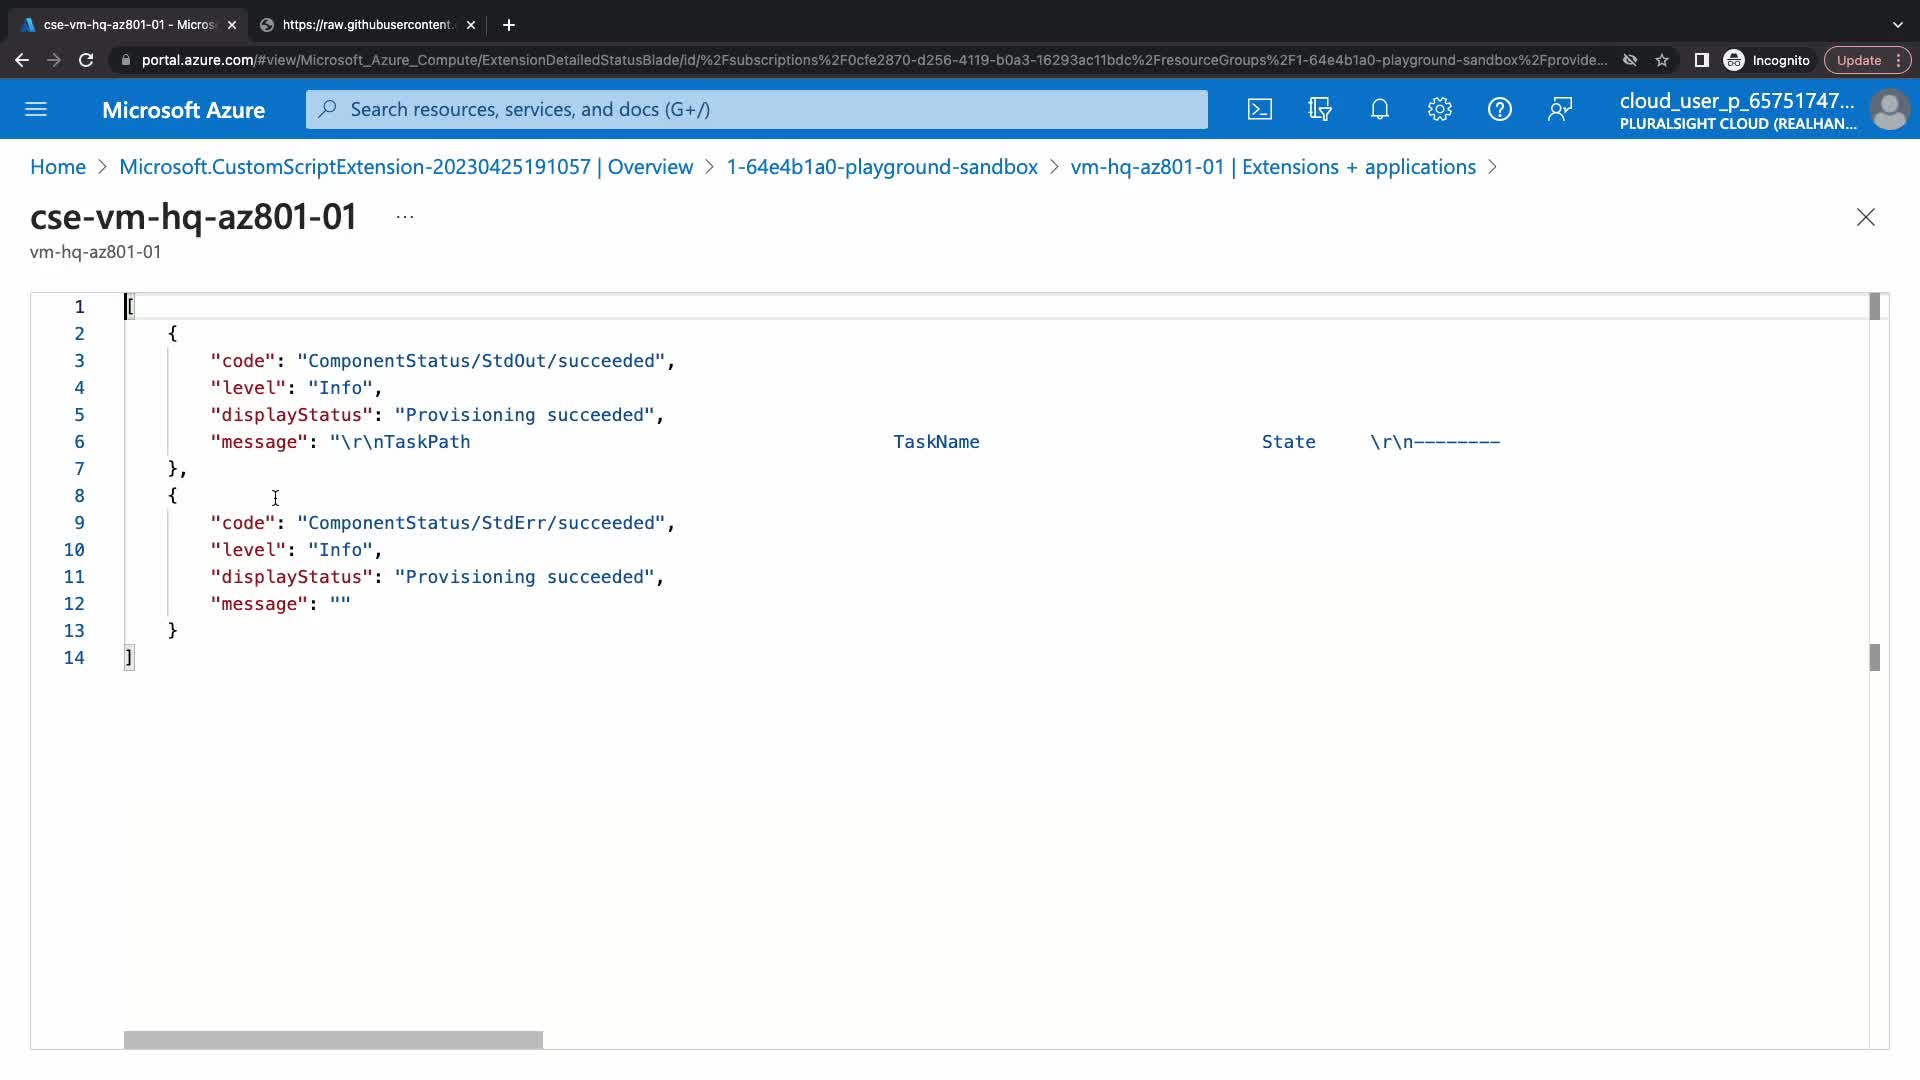 cse-vm-hq-az801-01 - Micros
https://raw.githubusercontent.
portal.azure.com/#view/Microsoft_Azure_Compute/ExtensionDetailedStatusBlade/id/%2Fsubscriptions%2F0cfe2870-d256-4119-b0a3-16293ac11bdc%2FresourceGroups%2F1-64e4b1a0-playground-sandbox%2Fprovide...
Incognito
Update
Microsoft Azure
Search resources, services, and docs (G+/)
cloud_user_p_65751747...
PLURALSIGHT CLOUD (REALHAN...
Home > Microsoft.CustomScriptExtension-20230425191057 | Overview > 1-64e4b1a0-playground-sandbox > vm-hq-az801-01 | Extensions + applications >
cse-vm-hq-az801-01 ...
vm-hq-az801-01
1 [
2 {
3 "code": "ComponentStatus/StdOut/succeeded",
4 "level": "Info",
5 "displayStatus": "Provisioning succeeded",
6 "message": "\r\nTaskPath TaskName State \r\n--------
7 },
8 {
9 "code": "ComponentStatus/StdErr/succeeded",
10 "level": "Info",
11 "displayStatus": "Provisioning succeeded",
12 "message": ""
13 }
14 ]